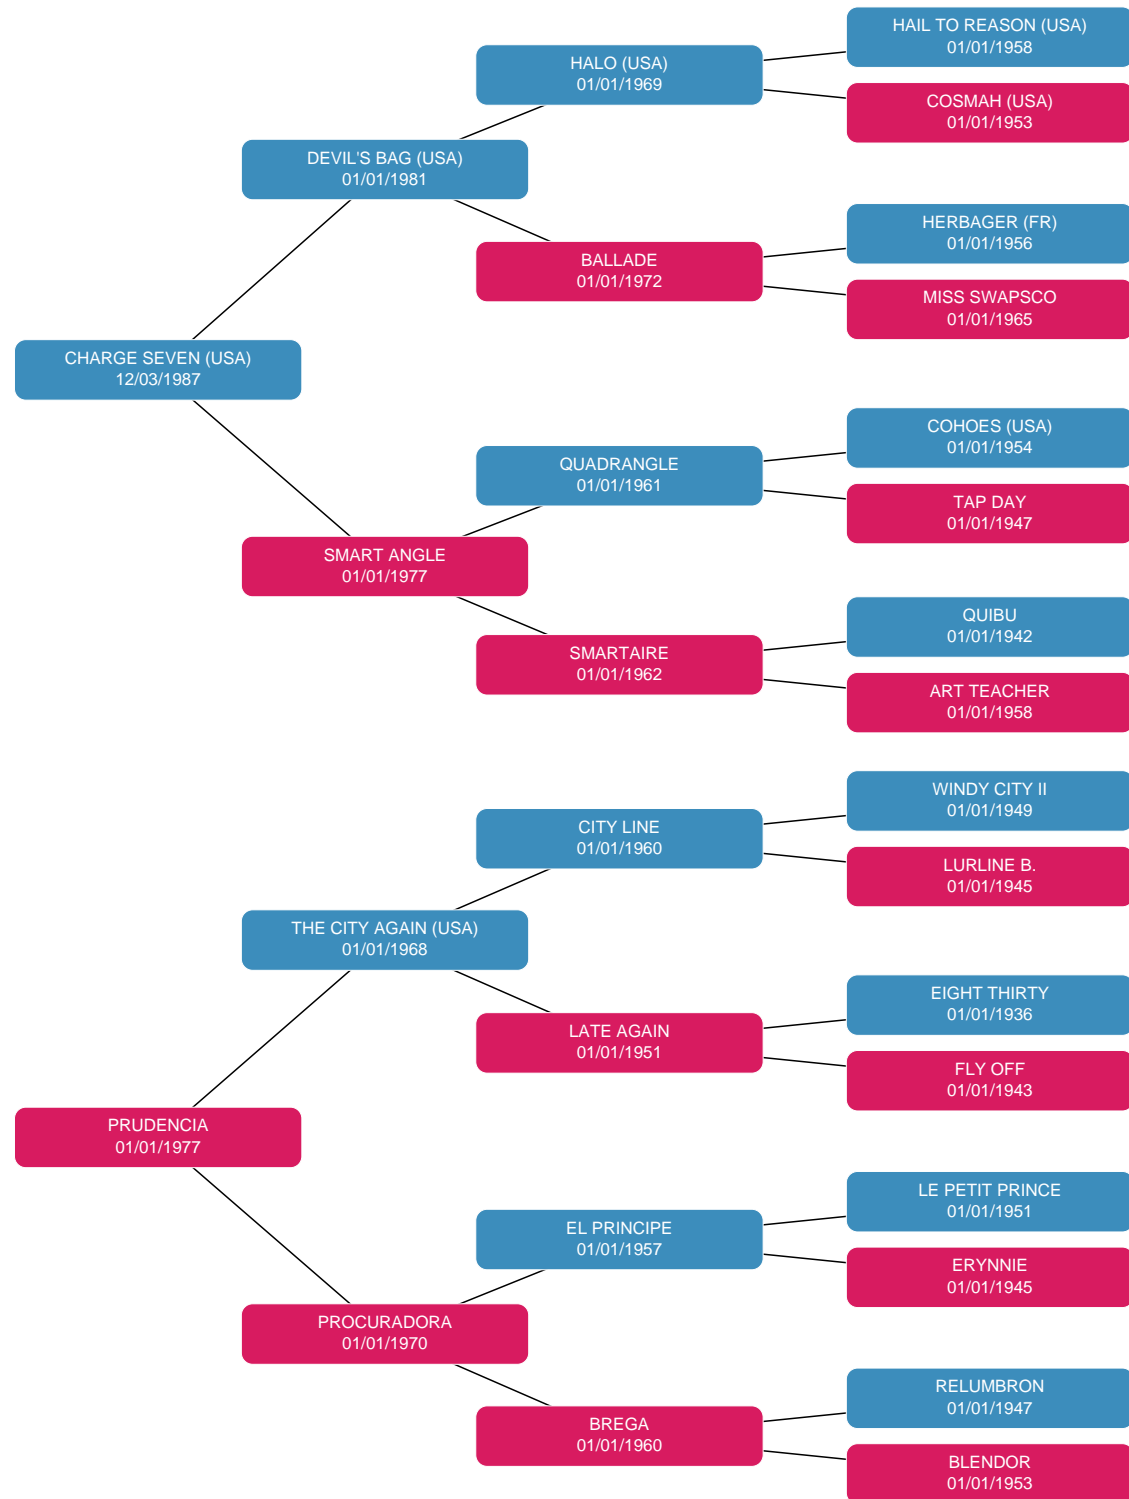 HAIL TO REASON (USA)
01/01/1958
HALO (USA)
01/01/1969
COSMAH (USA)
01/01/1953
DEVIL'S BAG (USA)
01/01/1981
HERBAGER (FR)
01/01/1956
BALLADE
01/01/1972
MISS SWAPSCO
01/01/1965
CHARGE SEVEN (USA)
12/03/1987
COHOES (USA)
01/01/1954
QUADRANGLE
01/01/1961
TAP DAY
01/01/1947
SMART ANGLE
01/01/1977
QUIBU
01/01/1942
SMARTAIRE
01/01/1962
ART TEACHER
01/01/1958
WINDY CITY II
01/01/1949
CITY LINE
01/01/1960
LURLINE B.
01/01/1945
THE CITY AGAIN (USA)
01/01/1968
EIGHT THIRTY
01/01/1936
LATE AGAIN
01/01/1951
FLY OFF
01/01/1943
PRUDENCIA
01/01/1977
LE PETIT PRINCE
01/01/1951
EL PRINCIPE
01/01/1957
ERYNNIE
01/01/1945
PROCURADORA
01/01/1970
RELUMBRON
01/01/1947
BREGA
01/01/1960
BLENDOR
01/01/1953